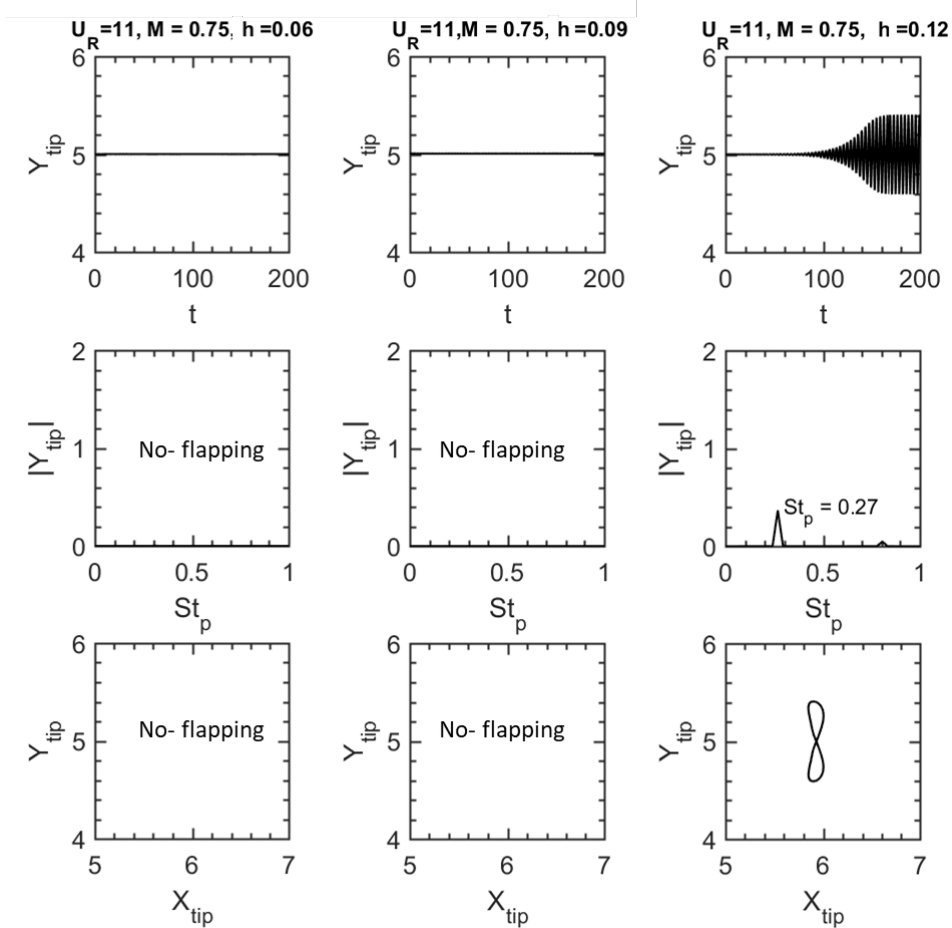 U_R=11, M = 0.75, h =0.06
U_R=11,M = 0.75, h =0.09
U_R=11, M = 0.75, h =0.12
6
5
4
Y_tip
0 100 200
t
6
5
4
Y_tip
0 100 200
t
6
5
4
Y_tip
0 100 200
t
2
1
0
|Y_tip|
No- flapping
0 0.5 1
St_p
2
1
0
|Y_tip|
No- flapping
0 0.5 1
St_p
2
1
0
|Y_tip|
St_p = 0.27
0 0.5 1
St_p
6
5
4
Y_tip
No- flapping
5 6 7
X_tip
6
5
4
Y_tip
No- flapping
5 6 7
X_tip
6
5
4
Y_tip
5 6 7
X_tip